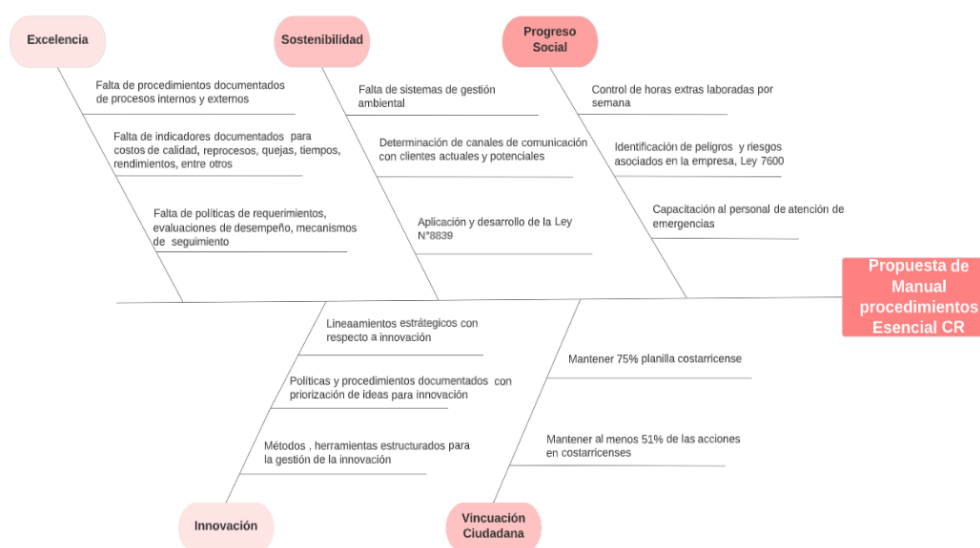 Excelencia
Sostenibilidad
Progreso
Social
Falta de procedimientos documentados
de procesos internos y externos
Falta de indicadores documentados para
costos de calidad, reprocesos, quejas, tiempos,
rendimientos, entre otros
Falta de políticas de requerimientos,
evaluaciones de desempeño, mecanismos
de seguimiento
Falta de sistemas de gestión
ambiental
Determinación de canales de comunicación
con clientes actuales y potenciales
Aplicación y desarrollo de la Ley
N°8839
Control de horas extras laboradas por
semana
Identificación de peligros y riesgos
asociados en la empresa, Ley 7600
Capacitación al personal de atención de
emergencias
Propuesta de
Manual
procedimientos
Esencial CR
Lineaamientos estrátegicos con
respecto a innovación
Políticas y procedimientos documentados con
priorización de ideas para innovación
Métodos , herramientas estructurados para
la gestión de la innovación
Mantener 75% planilla costarricense
Mantener al menos 51% de las acciones
en costarricenses
Innovación
Vincuación
Ciudadana